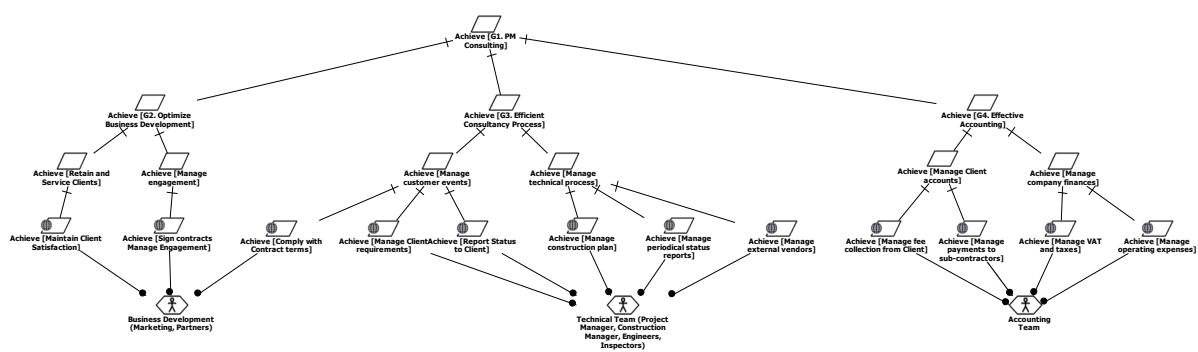 Achieve [G1. PM
Consulting]
Achieve [G2. Optimize
Business Development]
Achieve [G3. Efficient
Consultancy Process]
Achieve [G4. Effective
Accounting]
Achieve [Retain and
Service Clients]
Achieve [Manage
engagement]
Achieve [Manage
customer events]
Achieve [Manage
technical process]
Achieve [Manage Client
accounts]
Achieve [Manage
company finances]
Achieve [Maintain Client
Satisfaction]
Achieve [Sign contracts
Manage Engagement]
Achieve [Comply with
contract terms]
Achieve [Manage Client
requirements]
Achieve [Report Status
to Client]
Achieve [Manage
construction plan]
Achieve [Manage
periodical status
reports]
Achieve [Manage
external vendors]
Achieve [Manage fee
collection from Client]
Achieve [Manage
payments to
sub-contractors]
Achieve [Manage VAT
and taxes]
Achieve [Manage
operating expenses]
Business Development
(Marketing, Partners)
Technical Team (Project
Manager, Construction
Manager, Engineers,
Inspectors)
Accounting
Team